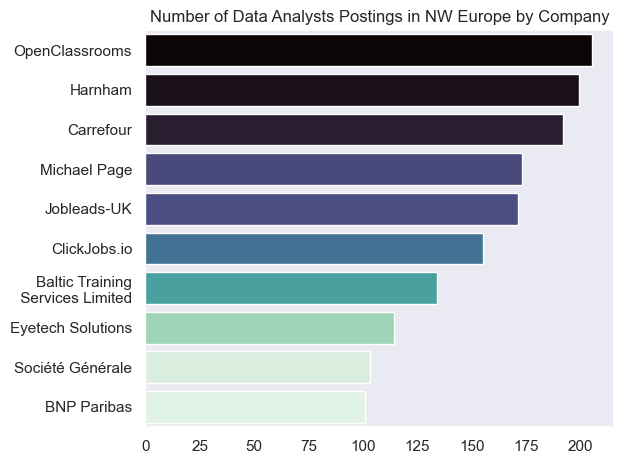 Number of Data Analysts Postings in NW Europe by Company
OpenClassrooms
Harnham
Carrefour
Michael Page
Jobleads-UK
ClickJobs.io
Baltic Training
Services Limited
Eyetech Solutions
Société Générale
BNP Paribas
0 25 50 75 100 125 150 175 200